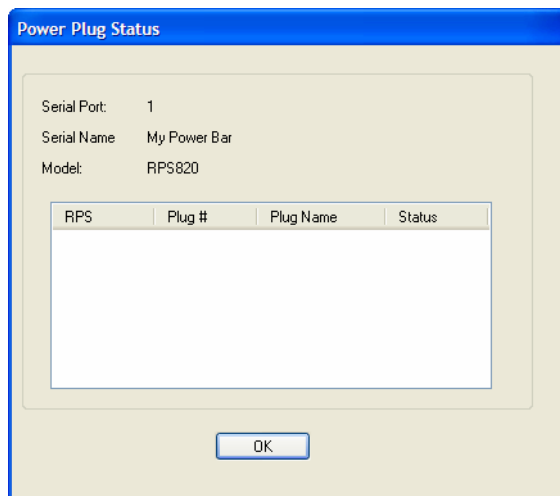 Power Plug Status
Serial Port: 1
Serial Name My Power Bar
Model: RPS820
RPS Plug # Plug Name Status
OK